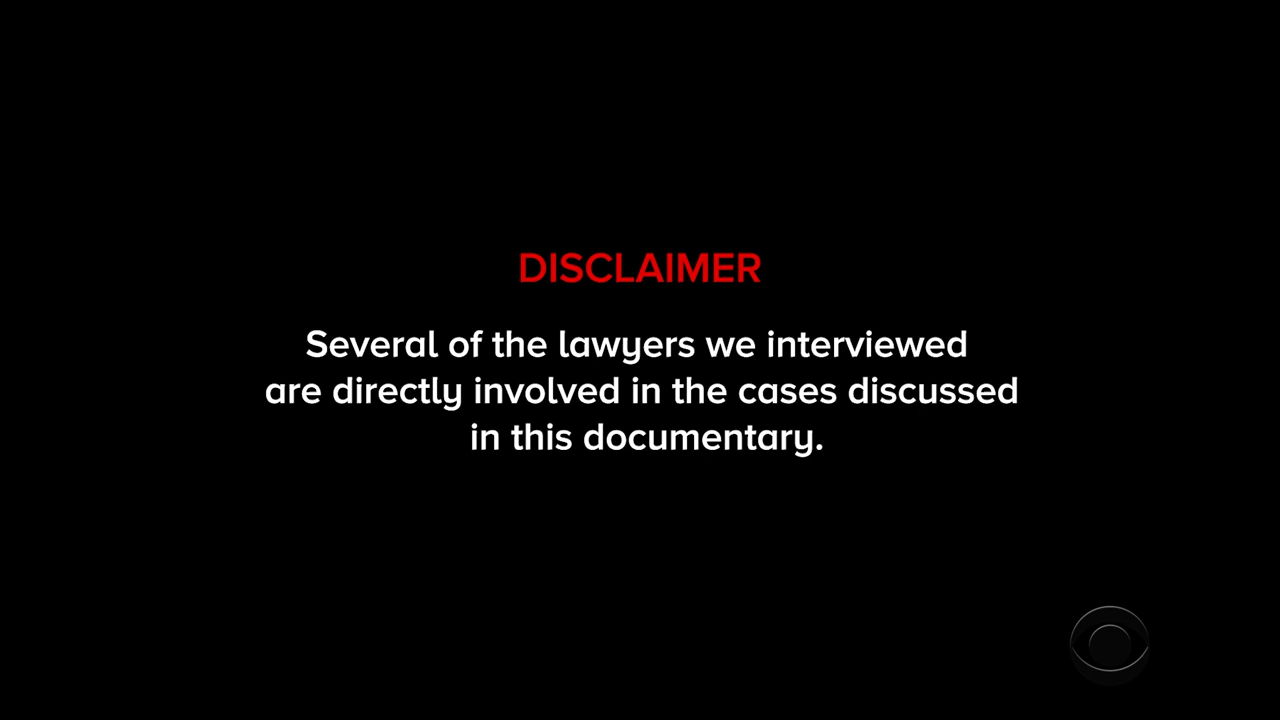 DISCLAIMER
Several of the lawyers we interviewed
are directly involved in the cases discussed
in this documentary.